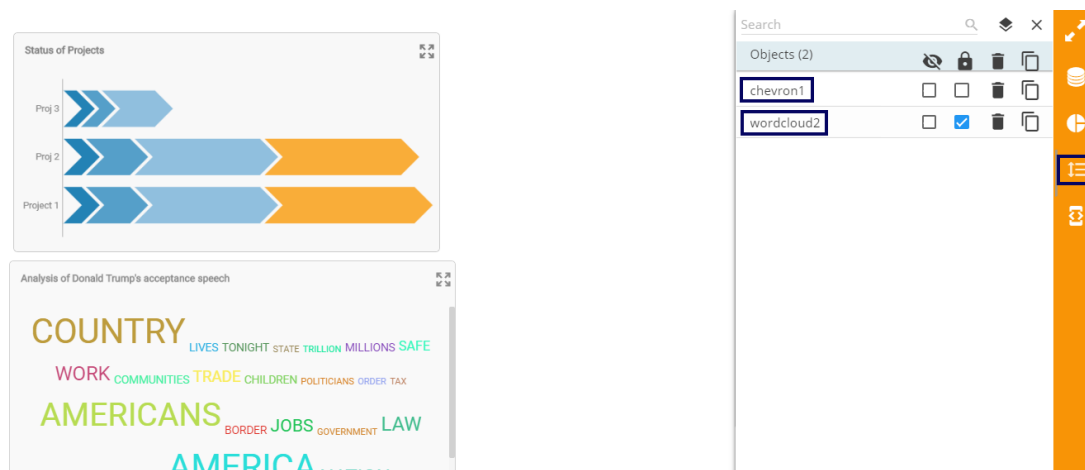 Status of Projects
Proj 3
Proj 2
Project 1
Analysis of Donald Trump's acceptance speech
COUNTRY LIVES TONIGHT STATE TRILLION MILLIONS SAFE
WORK COMMUNITIES TRADE CHILDREN POLITICIANS ORDER TAX
AMERICANS BORDER JOBS GOVERNMENT LAW
AMERICA
Search
Objects (2)
chevron1
wordcloud2